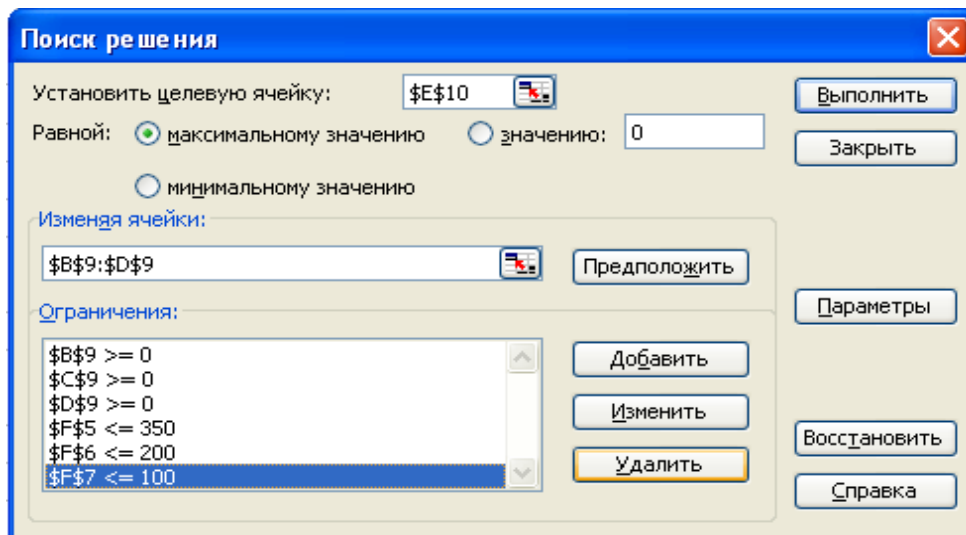 Поиск решения
Установить целевую ячейку: $E$10
Выполнить
Равной: максимальному значению значению: 0
Закрыть
минимальному значению
Изменяя ячейки:
$B$9:$D$9
Предположить
Параметры
Ограничения:
$B$9 >= 0
$C$9 >= 0
$D$9 >= 0
$F$5 <= 350
$F$6 <= 200
$F$7 <= 100
Добавить
Изменить
Удалить
Восстановить
Справка